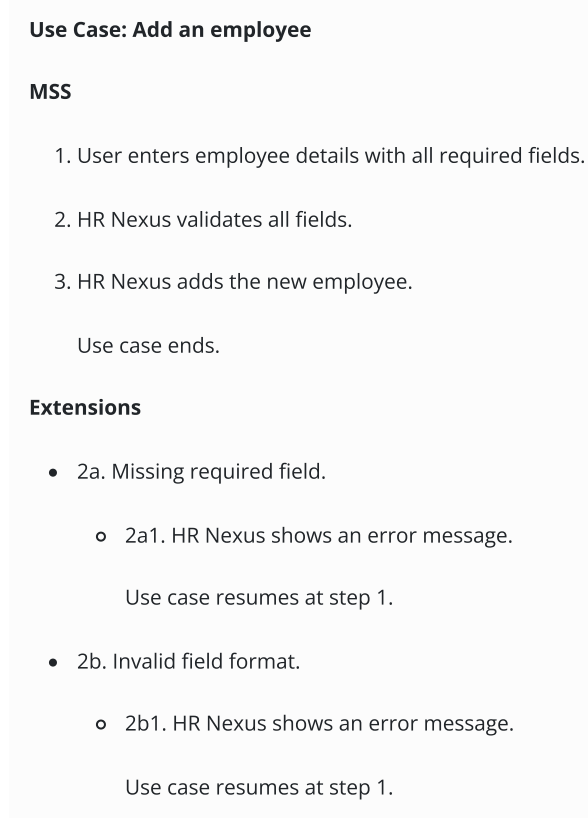 Use Case: Add an employee
MSS
1. User enters employee details with all required fields.
2. HR Nexus validates all fields.
3. HR Nexus adds the new employee.
Use case ends.
Extensions
• 2a. Missing required field.
○ 2a1. HR Nexus shows an error message.
Use case resumes at step 1.
• 2b. Invalid field format.
○ 2b1. HR Nexus shows an error message.
Use case resumes at step 1.